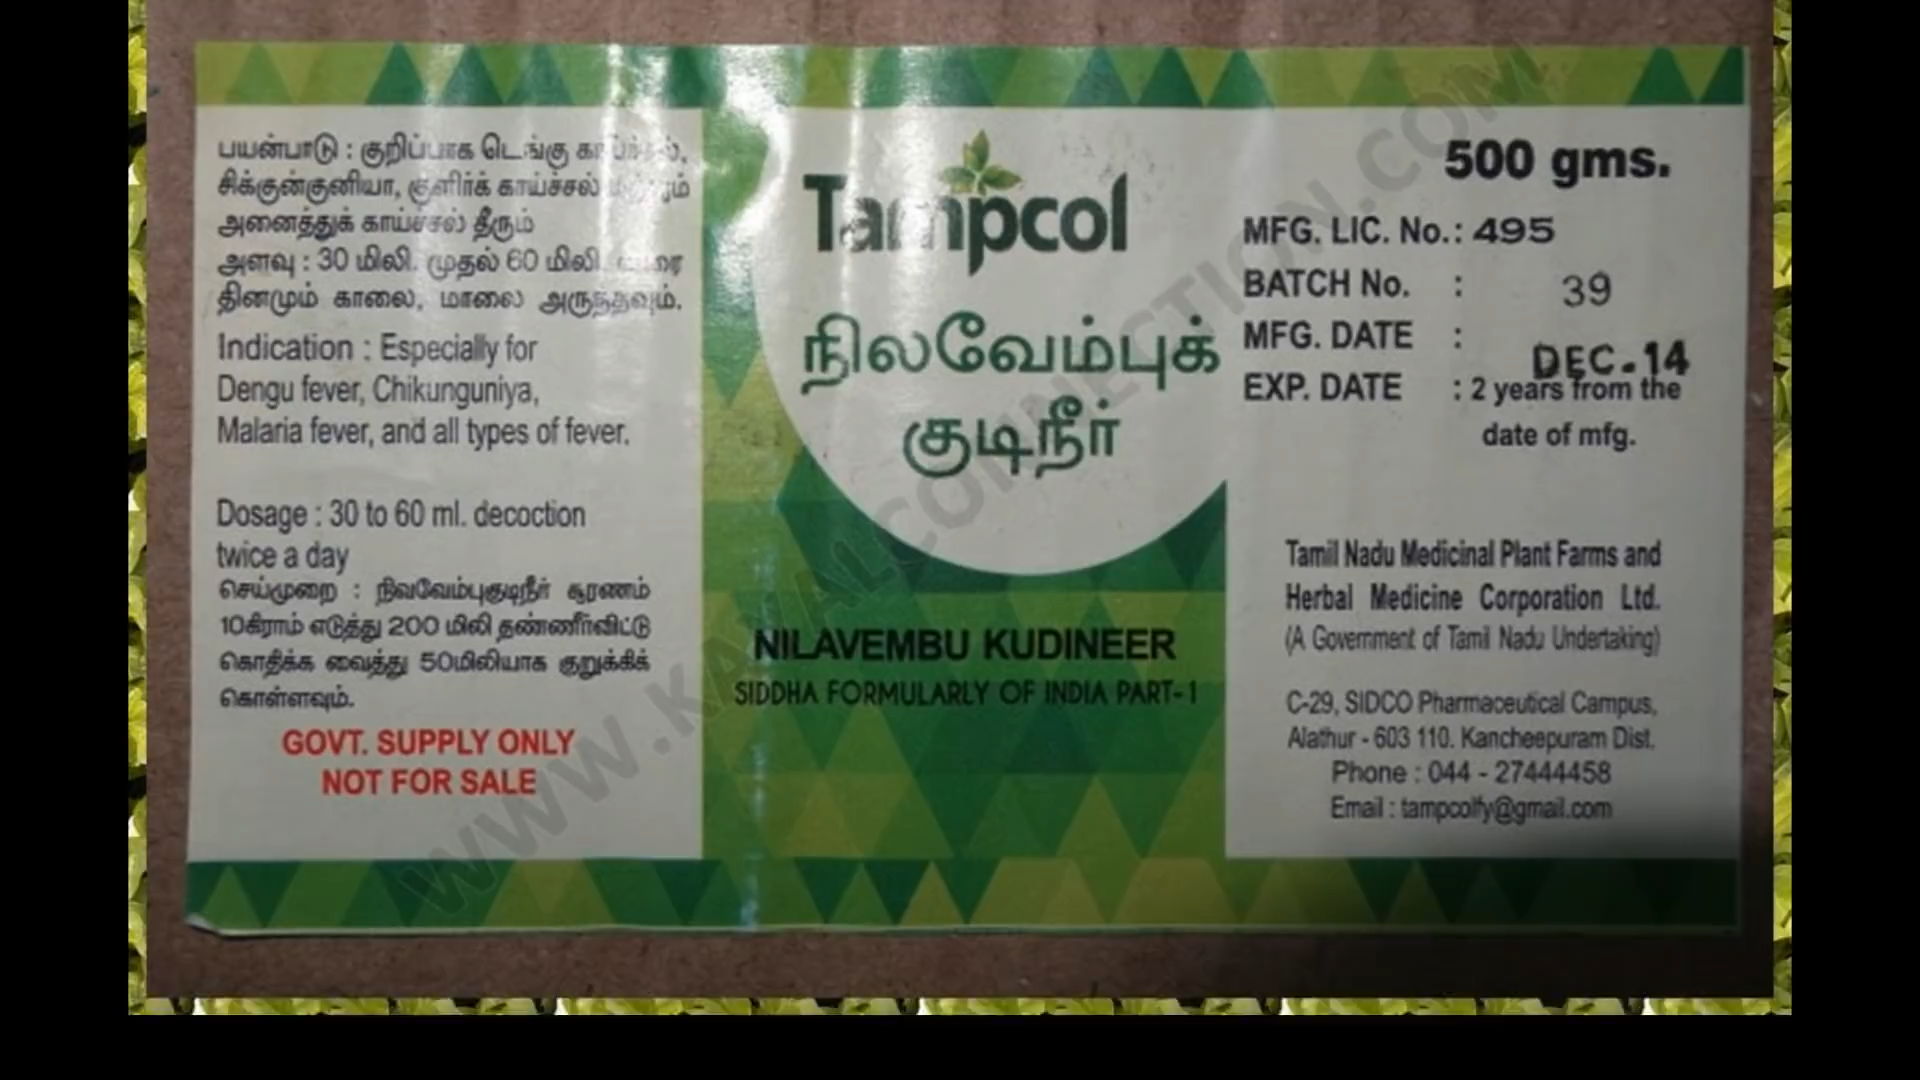 பயன்பாடு : குறிப்பாக டெங்கு காய்ச்சல்,
சிக்குன்குனியா, குளிர்க் காய்ச்சல் மற்றும்
அனைத்துக் காய்ச்சல் தீரும்
அளவு : 30 மிலி. முதல் 60 மிலி. வரை
தினமும் காலை, மாலை அருந்தவும்.
Indication : Especially for
Dengu fever, Chikunguniya,
Malaria fever, and all types of fever.
Dosage : 30 to 60 ml. decoction
twice a day
செய்முறை : நிவவேம்புகுடிநீர் சூரணம்
10கிராம் எடுத்து 200 மிலி தண்ணீர்விட்டு
கொதிக்க வைத்து 50மிலியாக குறுக்கிக்
கொள்ளவும்.
GOVT. SUPPLY ONLY
NOT FOR SALE
Tampcol
நிலவேம்புக்
குடிநீர்
NILAVEMBU KUDINEER
SIDDHA FORMULARLY OF INDIA PART-1
500 gms.
MFG. LIC. No.: 495
BATCH No. : 39
MFG. DATE : DEC.14
EXP. DATE : 2 years from the
date of mfg.
Tamil Nadu Medicinal Plant Farms and
Herbal Medicine Corporation Ltd.
(A Government of Tamil Nadu Undertaking)
C-29, SIDCO Pharmaceutical Campus,
Alathur - 603 110. Kancheepuram Dist.
Phone : 044 - 27444458
Email : tampcolfy@gmail.com
WWW.KAYALCONNECTION.COM